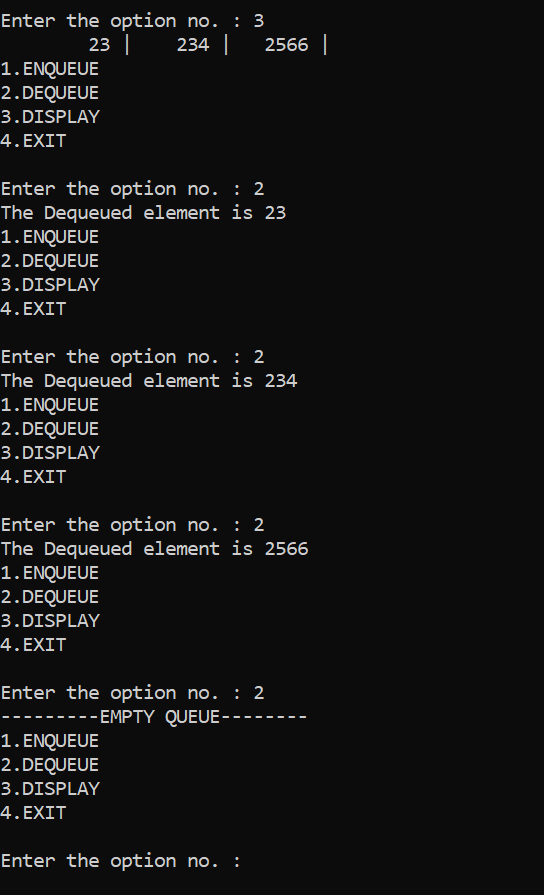 Enter the option no. : 3
        23 |    234 |   2566 |
1.ENQUEUE
2.DEQUEUE
3.DISPLAY
4.EXIT
Enter the option no. : 2
The Dequeued element is 23
1.ENQUEUE
2.DEQUEUE
3.DISPLAY
4.EXIT
Enter the option no. : 2
The Dequeued element is 234
1.ENQUEUE
2.DEQUEUE
3.DISPLAY
4.EXIT
Enter the option no. : 2
The Dequeued element is 2566
1.ENQUEUE
2.DEQUEUE
3.DISPLAY
4.EXIT
Enter the option no. : 2
---------EMPTY QUEUE--------
1.ENQUEUE
2.DEQUEUE
3.DISPLAY
4.EXIT
Enter the option no. :